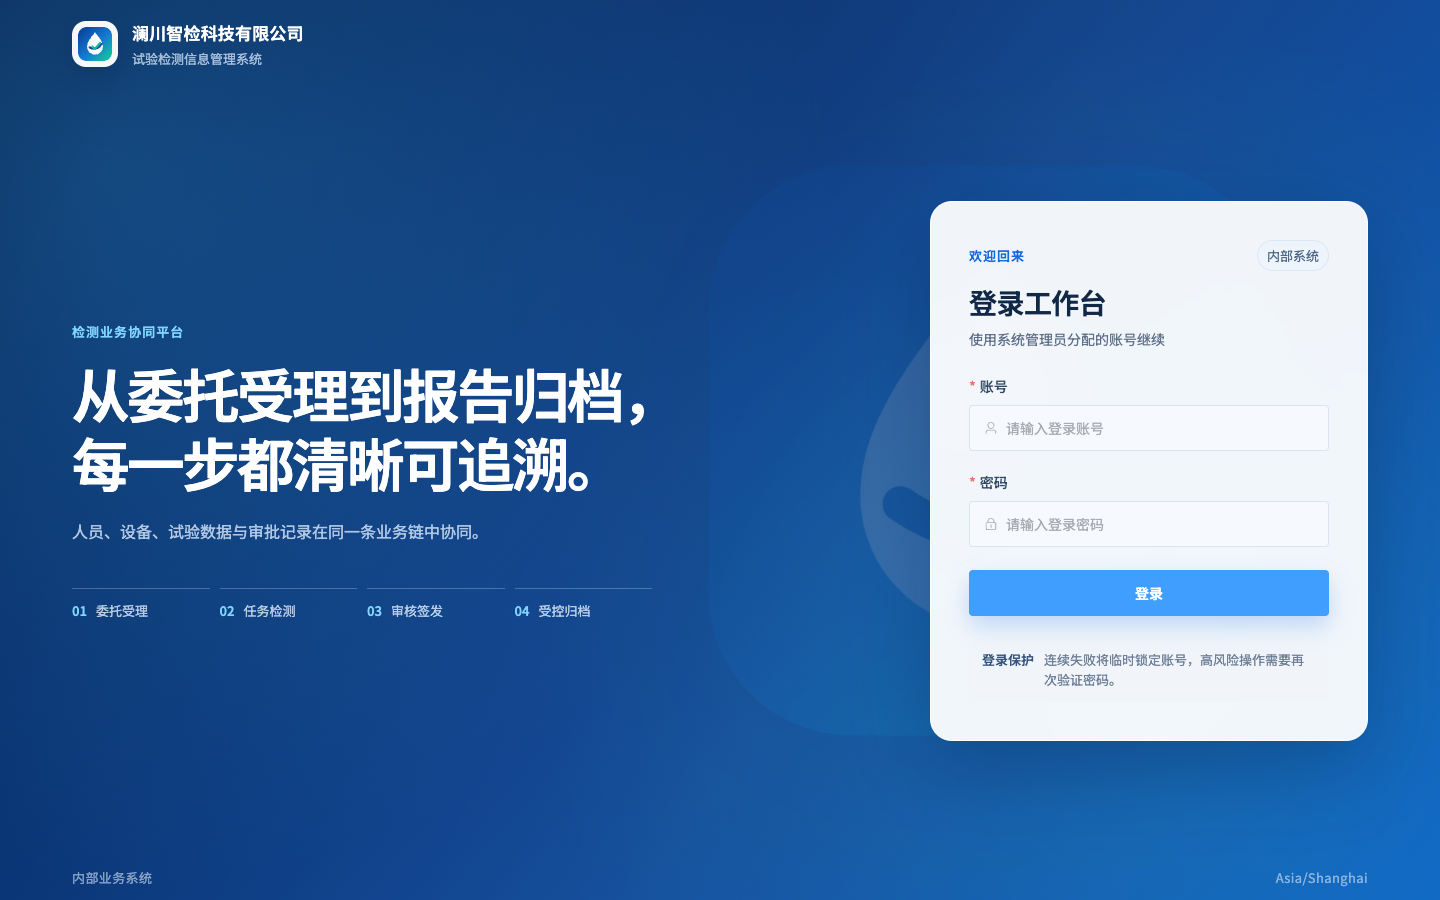 澜川智检科技有限公司
试验检测信息管理系统
检测业务协同平台
从委托受理到报告归档，
每一步都清晰可追溯。
人员、设备、试验数据与审批记录在同一条业务链中协同。
01 委托受理
02 任务检测
03 审核签发
04 受控归档
欢迎回来
内部系统
登录工作台
使用系统管理员分配的账号继续
* 账号
请输入登录账号
* 密码
请输入登录密码
登录
登录保护 连续失败将临时锁定账号，高风险操作需要再
次验证密码。
内部业务系统
Asia/Shanghai